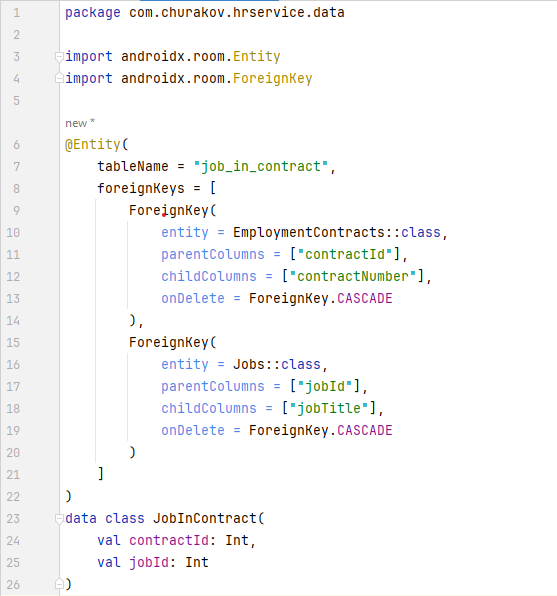 1 package com.churakov.hrservice.data
2
3 import androidx.room.Entity
4 import androidx.room.ForeignKey
5
new *
6 @Entity(
7     tableName = "job_in_contract",
8     foreignKeys = [
9         ForeignKey(
10             entity = EmploymentContracts::class,
11             parentColumns = ["contractId"],
12             childColumns = ["contractNumber"],
13             onDelete = ForeignKey.CASCADE
14         ),
15         ForeignKey(
16             entity = Jobs::class,
17             parentColumns = ["jobId"],
18             childColumns = ["jobTitle"],
19             onDelete = ForeignKey.CASCADE
20         )
21     ]
22 )
23 data class JobInContract(
24     val contractId: Int,
25     val jobId: Int
26 )